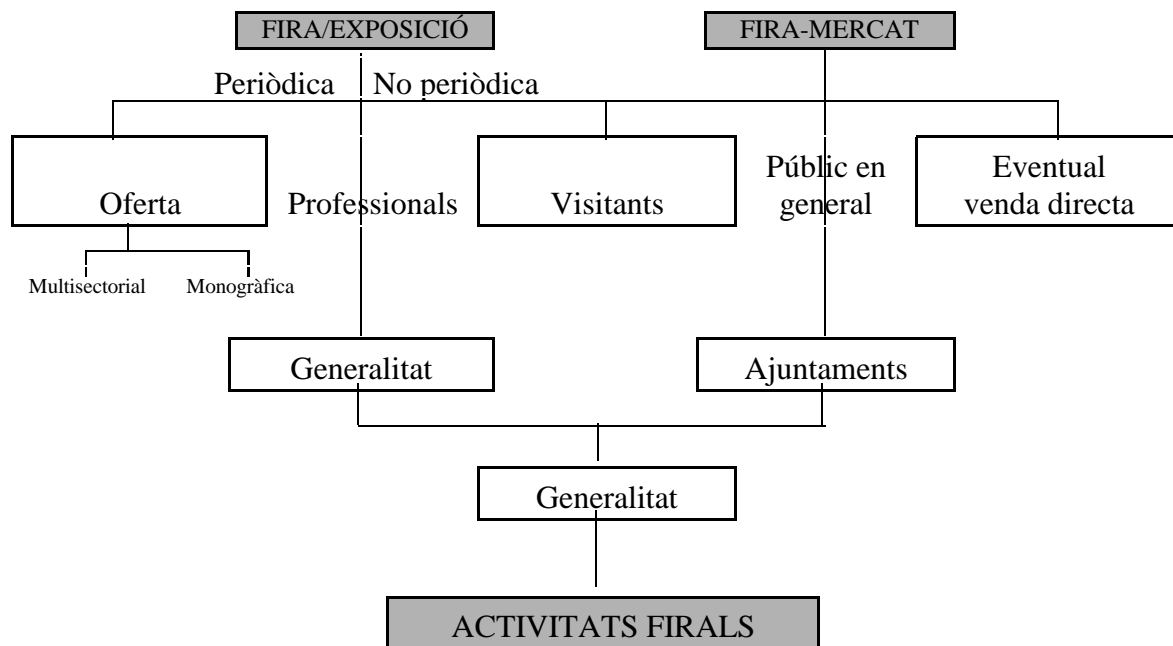 FIRA/EXPOSICIÓ
FIRA-MERCAT
Periòdica
No periòdica
Oferta
Professionals
Visitants
Públic en
general
Eventual
venda directa
Multisectorial
Monogràfica
Generalitat
Ajuntaments
Generalitat
ACTIVITATS FIRALS